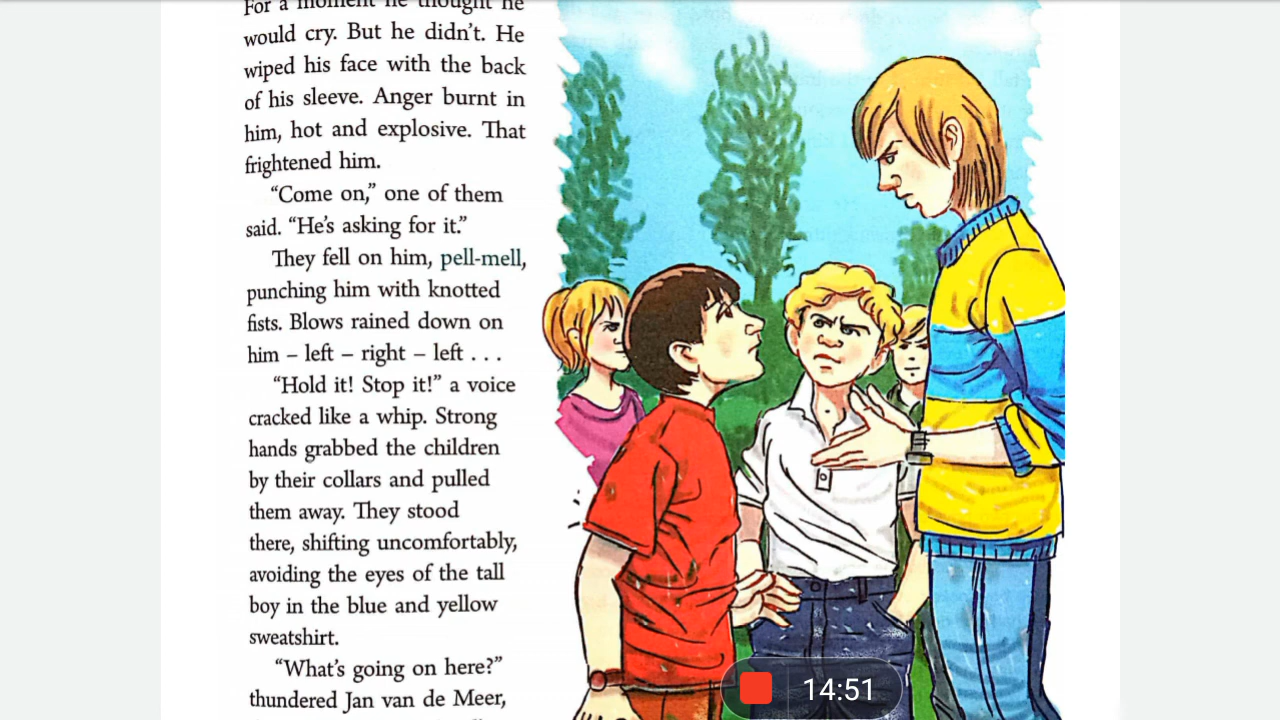 For a moment he thought he
would cry. But he didn't. He
wiped his face with the back
of his sleeve. Anger burnt in
him, hot and explosive. That
frightened him.
“Come on,” one of them
said. “He's asking for it.”
They fell on him, pell-mell,
punching him with knotted
fists. Blows rained down on
him – left – right – left . . .
“Hold it! Stop it!” a voice
cracked like a whip. Strong
hands grabbed the children
by their collars and pulled
them away. They stood
there, shifting uncomfortably,
avoiding the eyes of the tall
boy in the blue and yellow
sweatshirt.
“What's going on here?”
thundered Jan van de Meer,
14:51